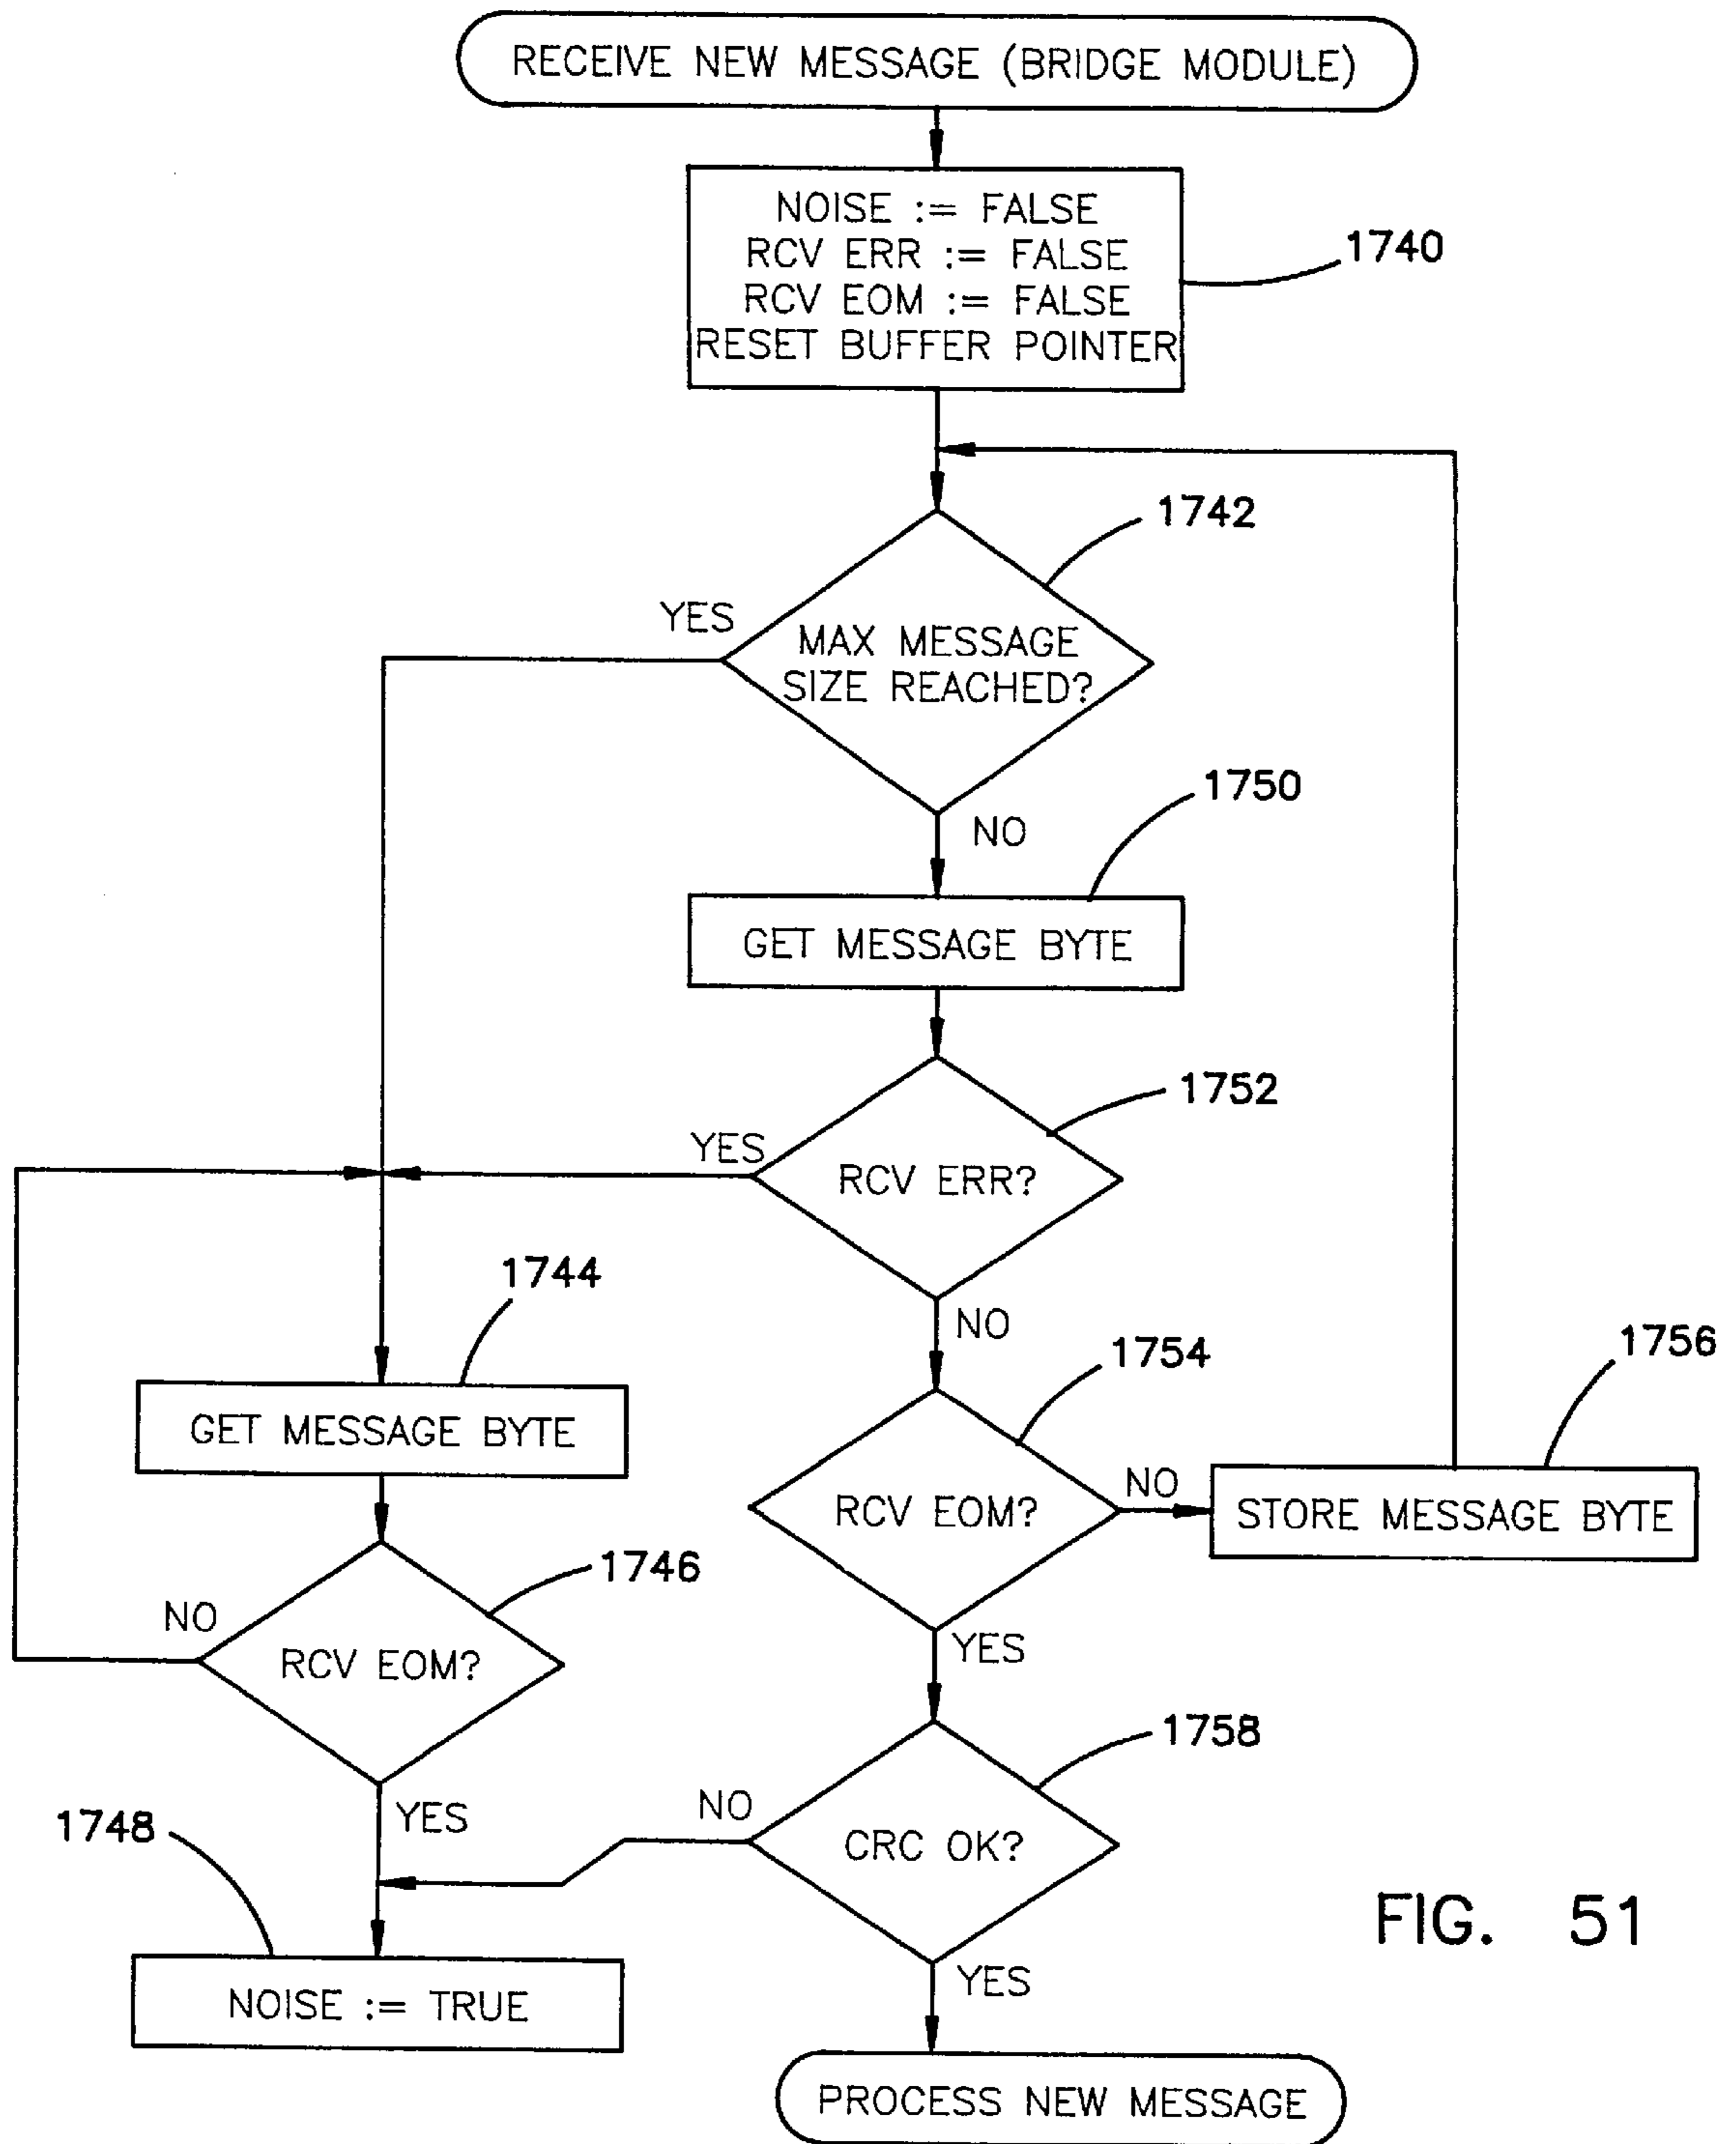 RECEIVE NEW MESSAGE (BRIDGE MODULE)
NOISE := FALSE
RCV ERR := FALSE
RCV EOM := FALSE
RESET BUFFER POINTER
1740
1742
YES
MAX MESSAGE
SIZE REACHED?
1750
NO
GET MESSAGE BYTE
1752
YES
RCV ERR?
1744
NO
1754
1756
GET MESSAGE BYTE
RCV EOM?
NO
STORE MESSAGE BYTE
1746
NO
RCV EOM?
YES
1758
1748
YES
NO
CRC OK?
FIG. 51
NOISE := TRUE
YES
PROCESS NEW MESSAGE